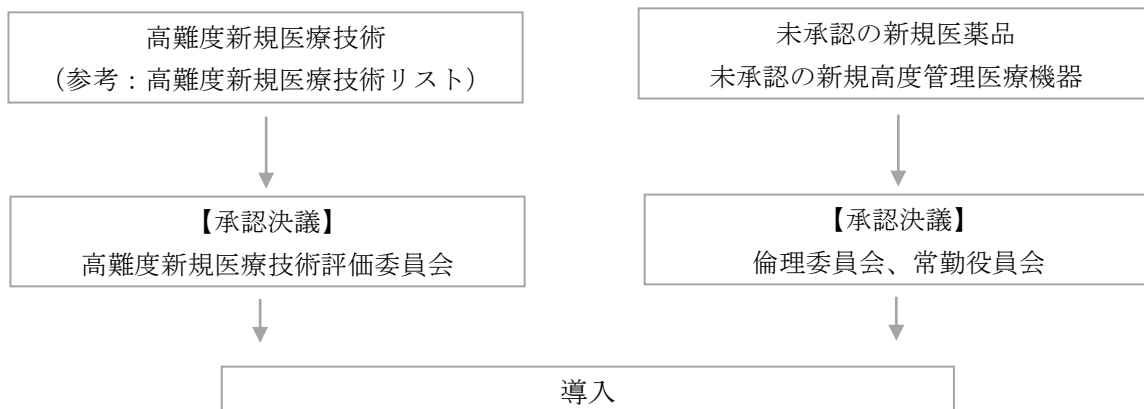 高難度新規医療技術
（参考：高難度新規医療技術リスト）
未承認の新規医薬品
未承認の新規高度管理医療機器
【承認決議】
高難度新規医療技術評価委員会
【承認決議】
倫理委員会、常勤役員会
導入